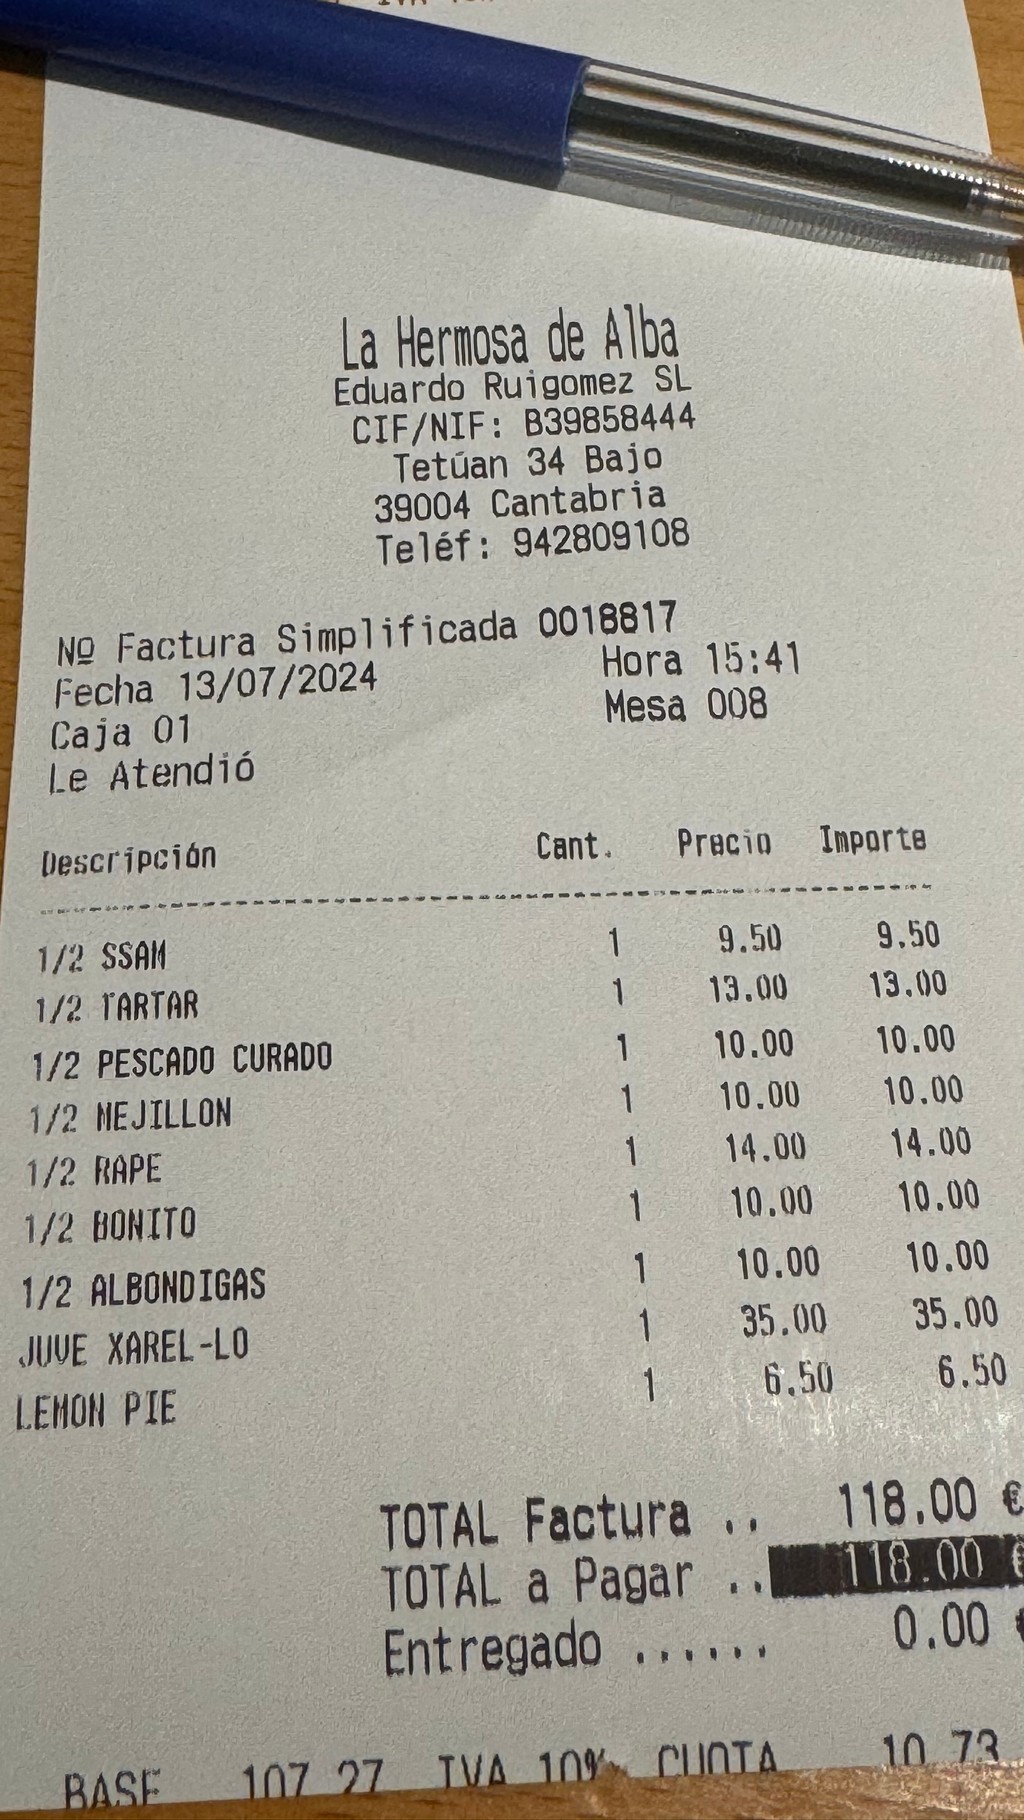 La Hermosa de Alba
Eduardo Ruigomez SL
CIF/NIF: B39858444
Tetúan 34 Bajo
39004 Cantabria
Teléf: 942809108
Nº Factura Simplificada 0018817
Fecha 13/07/2024 Hora 15:41
Caja 01 Mesa 008
Le Atendió
Descripción Cant. Precio Importe
1/2 SSAM 1 9.50 9.50
1/2 TARTAR 1 13.00 13.00
1/2 PESCADO CURADO 1 10.00 10.00
1/2 MEJILLON 1 10.00 10.00
1/2 RAPE 1 14.00 14.00
1/2 BONITO 1 10.00 10.00
1/2 ALBONDIGAS 1 10.00 10.00
JUVE XAREL-LO 1 35.00 35.00
LEMON PIE 1 6.50 6.50
TOTAL Factura .. 118.00 €
TOTAL a Pagar .. 118.00 €
Entregado ...... 0.00 €
BASE 107.27 IVA 10% CUOTA 10.73